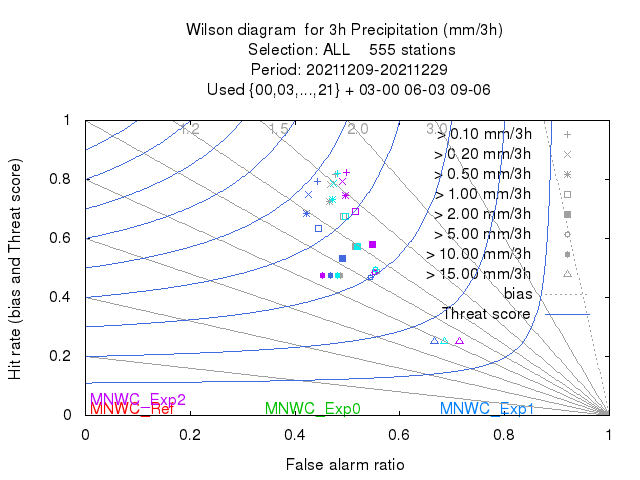 Wilson diagram for 3h Precipitation (mm/3h)
Selection: ALL 555 stations
Period: 20211209-20211229
Used {00,03,...,21} + 03-00 06-03 09-06
1.2 1.5 2.0 3.0
> 0.10 mm/3h
> 0.20 mm/3h
> 0.50 mm/3h
> 1.00 mm/3h
> 2.00 mm/3h
> 5.00 mm/3h
> 10.00 mm/3h
> 15.00 mm/3h
bias
Threat score
1
0.8
0.6
0.4
0.2
0
Hit rate (bias and Threat score)
MNWC_Exp2
MNWC_Ref MNWC_Exp0 MNWC_Exp1
0 0.2 0.4 0.6 0.8 1
False alarm ratio